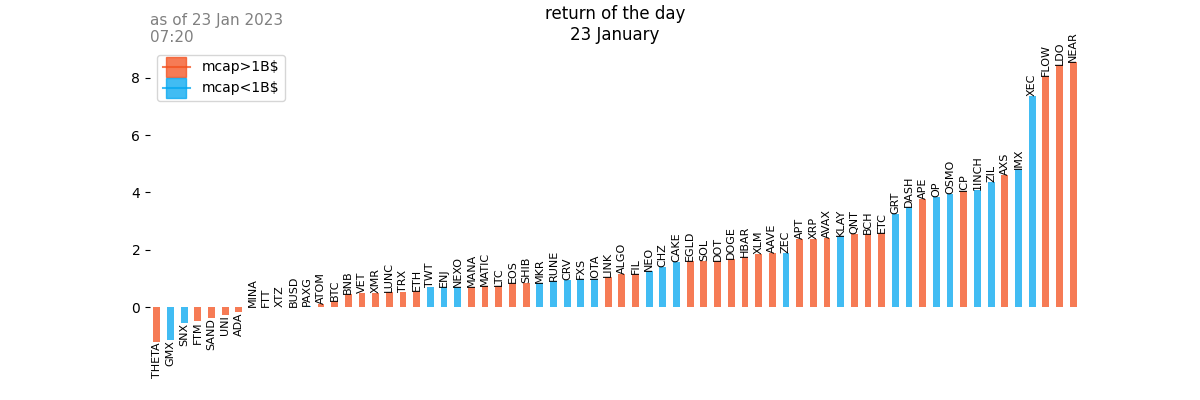 as of 23 Jan 2023
07:20
return of the day
23 January
mcap>1B$
mcap<1B$
8
6
4
2
0
THETA
GMX
SNX
FTM
SAND
UNI
ADA
MINA
FTT
XTZ
BUSD
PAXG
ATOM
BTC
BNB
VET
XMR
LUNC
TRX
ETH
TWT
ENJ
NEXO
MANA
MATIC
LTC
EOS
SHIB
MKR
RUNE
CRV
FXS
IOTA
LINK
ALGO
FIL
NEO
CHZ
CAKE
EGLD
SOL
DOT
DOGE
HBAR
XLM
AAVE
ZEC
APT
XRP
AVAX
KLAY
QNT
BCH
ETC
GRT
DASH
APE
OP
OSMO
ICP
1INCH
ZIL
AXS
IMX
XEC
FLOW
LDO
NEAR